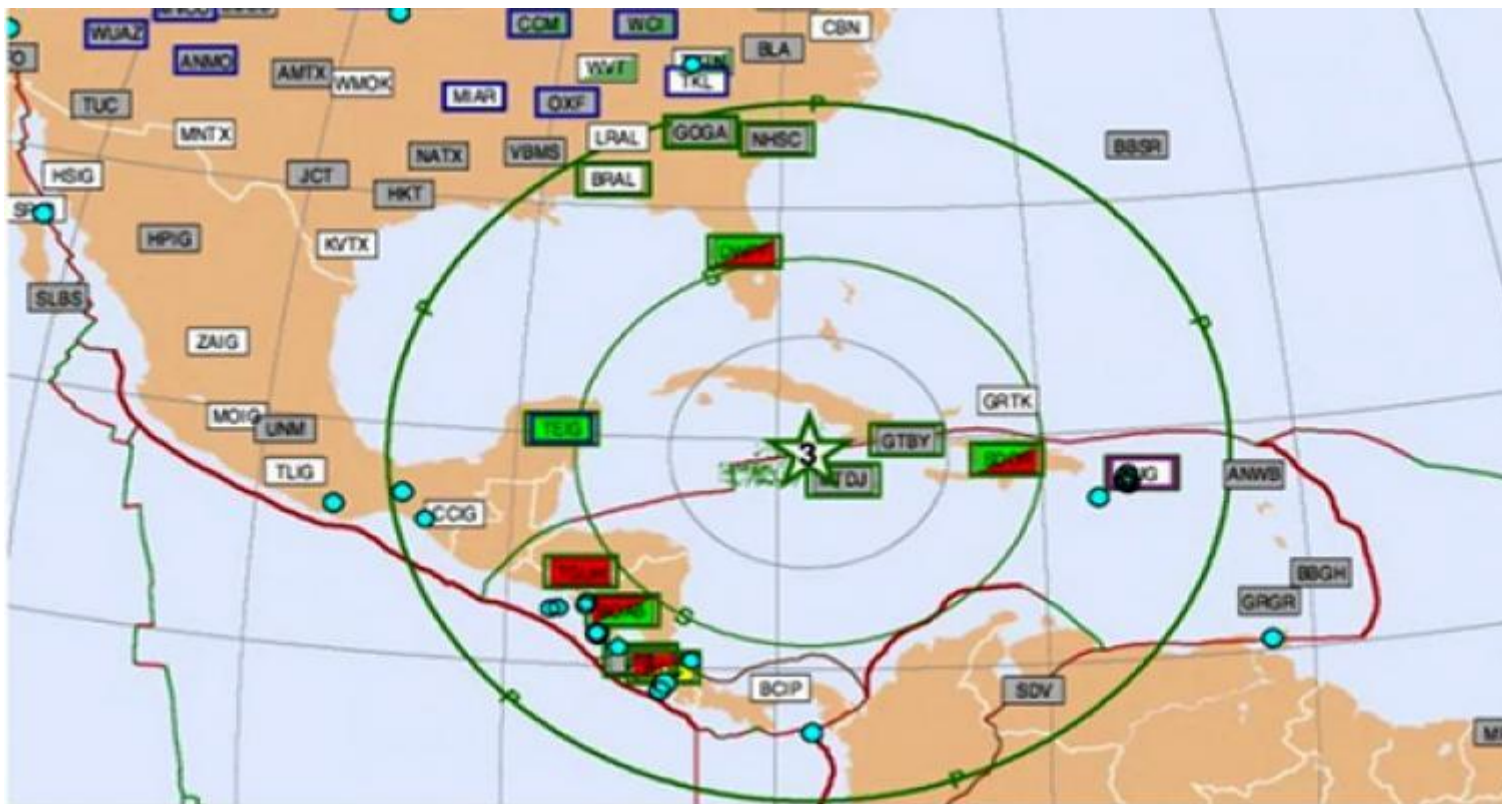 CBN
WUAZ
CCM
WCI
BLA
ANMO
AMTX
WMOK
WVT
TKL
MIAR
OXF
TUC
MNTX
LRAL
GOGA
NHSC
BBSR
NATX
VBMS
HSIG
JCT
HKT
BRAL
HPIG
KVTX
SLBS
S
P
P
P
ZAIG
GRTK
MOIG
UNM
TEIG
GTBY
3
MTDJ
TLIG
ANWB
CCIG
BBGH
GRGR
S
P
BCIP
SDV
P